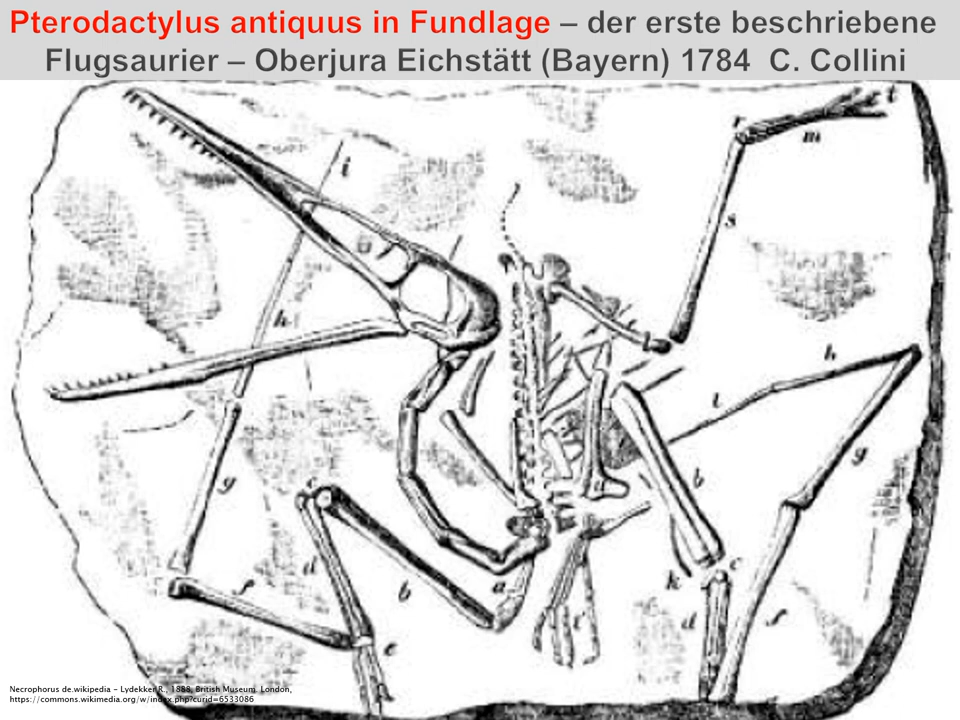 Pterodactylus antiquus in Fundlage – der erste beschriebene
Flugsaurier – Oberjura Eichstätt (Bayern) 1784 C. Collini
r
t
m
i
s
h
h
l
g
g
b
c
c
k
d
d
b
a
f
f
e
Necrophorus de.wikipedia – Lydekker R., 1888, British Museum. London,
https://commons.wikimedia.org/w/index.php?curid=6533086